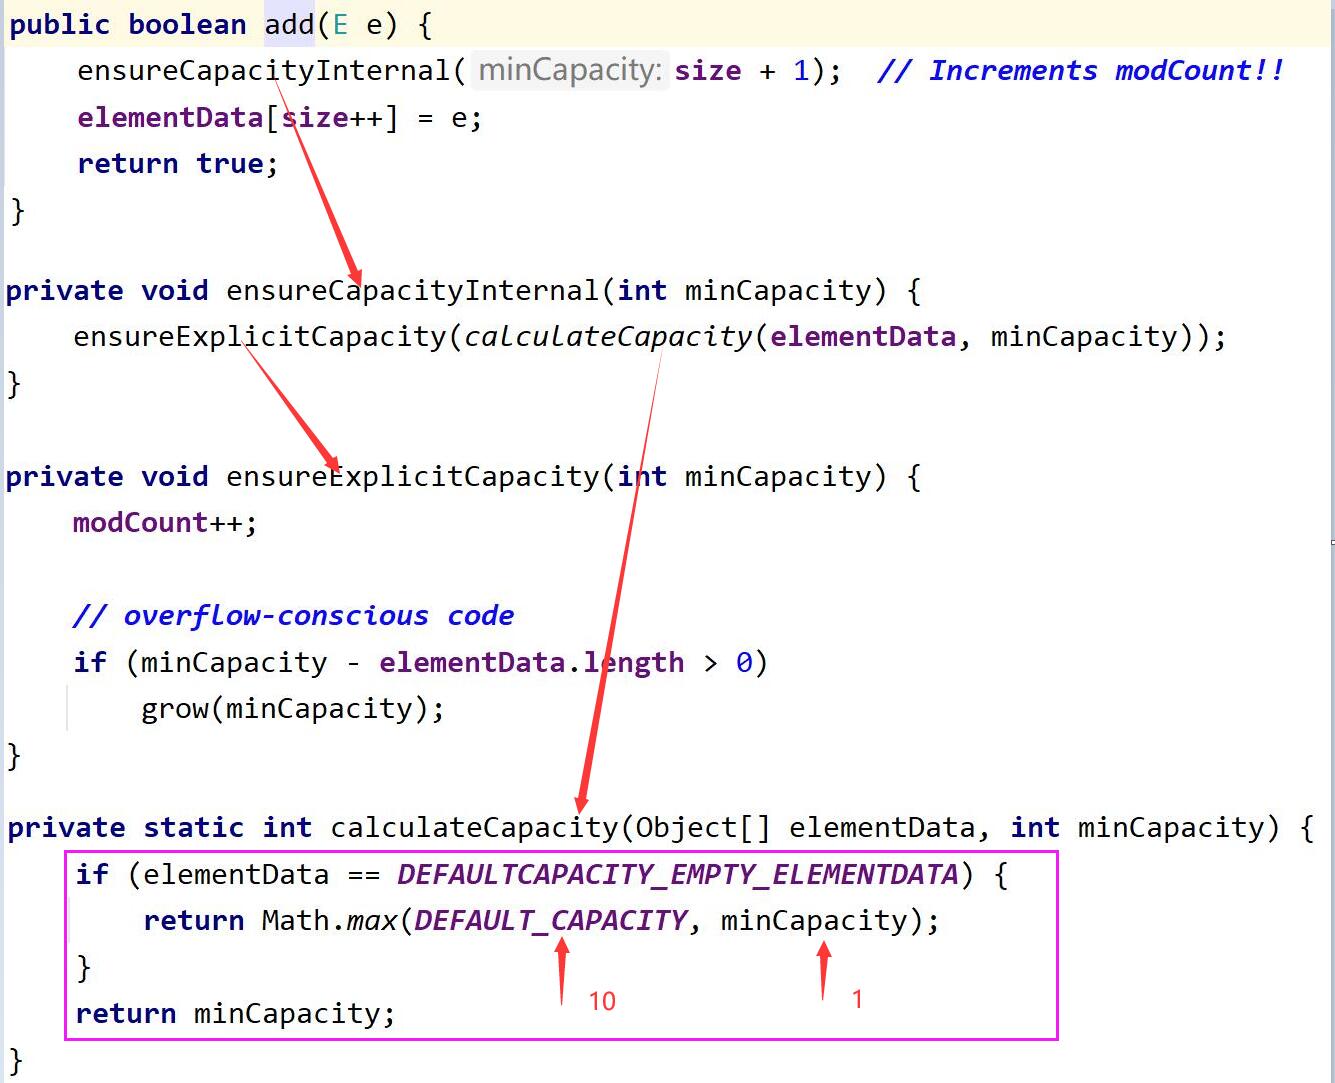 public boolean add(E e) {
    ensureCapacityInternal( minCapacity: size + 1);  // Increments modCount!!
    elementData[size++] = e;
    return true;
}
private void ensureCapacityInternal(int minCapacity) {
    ensureExplicitCapacity(calculateCapacity(elementData, minCapacity));
}
private void ensureExplicitCapacity(int minCapacity) {
    modCount++;
    // overflow-conscious code
    if (minCapacity - elementData.length > 0)
        grow(minCapacity);
}
private static int calculateCapacity(Object[] elementData, int minCapacity) {
    if (elementData == DEFAULTCAPACITY_EMPTY_ELEMENTDATA) {
        return Math.max(DEFAULT_CAPACITY, minCapacity);
    }
10 1
    return minCapacity;
}